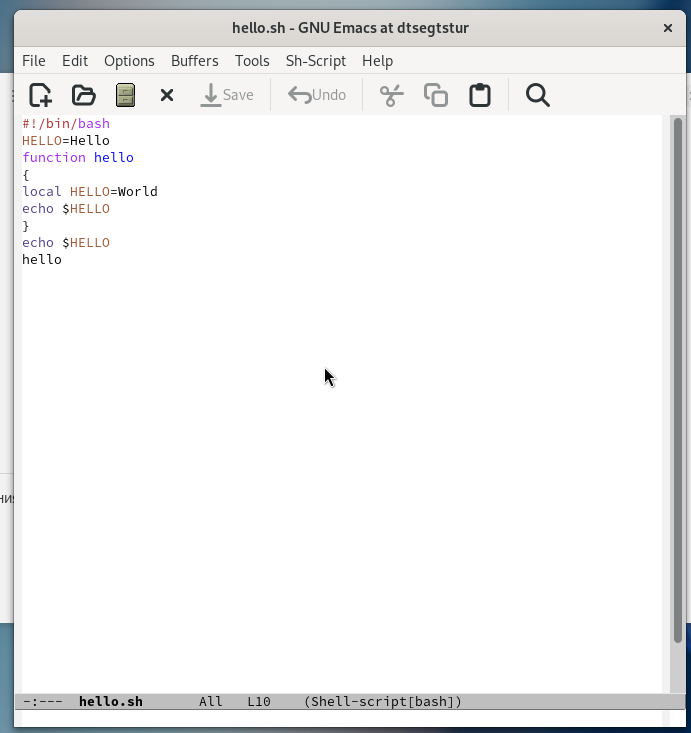 hello.sh - GNU Emacs at dtsegtstur
File Edit Options Buffers Tools Sh-Script Help
Save Undo
#!/bin/bash
HELLO=Hello
function hello
{
local HELLO=World
echo $HELLO
}
echo $HELLO
hello
-:--- hello.sh All L10 (Shell-script[bash])